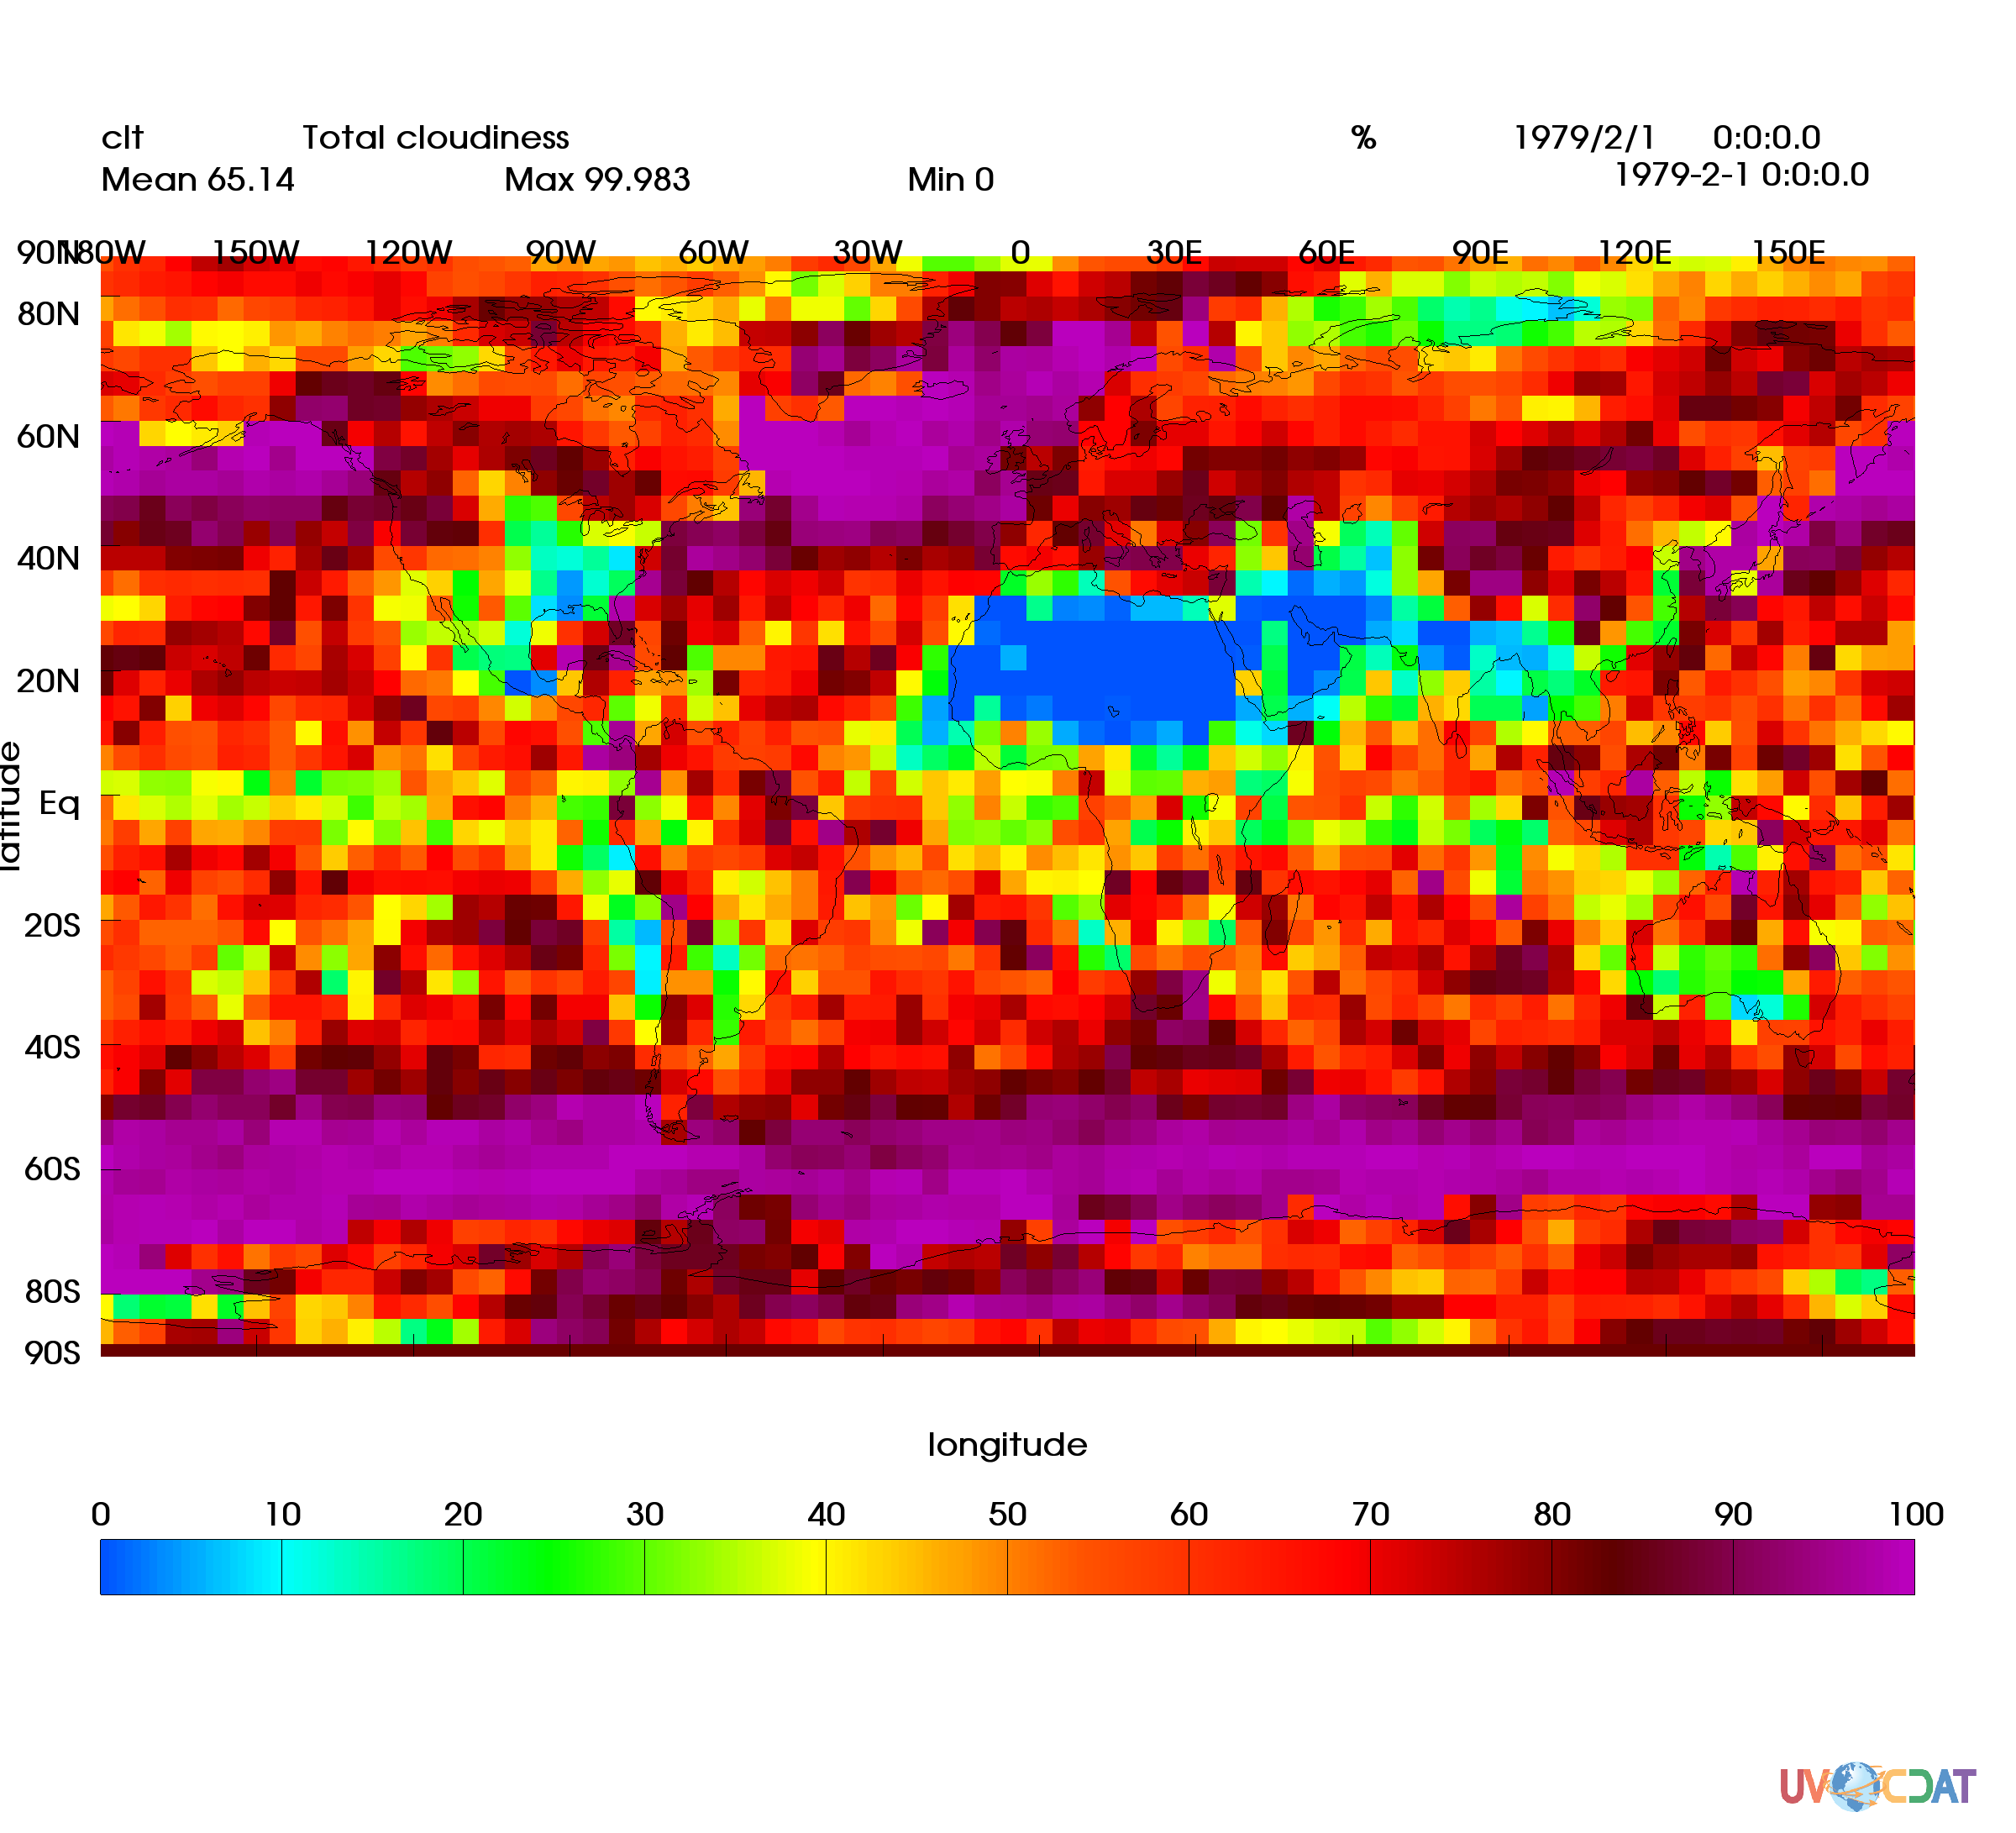 clt Total cloudiness % 1979/2/1 0:0:0.0
Mean 65.14 Max 99.983 Min 0 1979-2-1 0:0:0.0
90N 180W 150W 120W 90W 60W 30W 0 30E 60E 90E 120E 150E
80N
60N
40N
20N
latitude
Eq
20S
40S
60S
80S
90S
longitude
0 10 20 30 40 50 60 70 80 90 100
UV CDAT